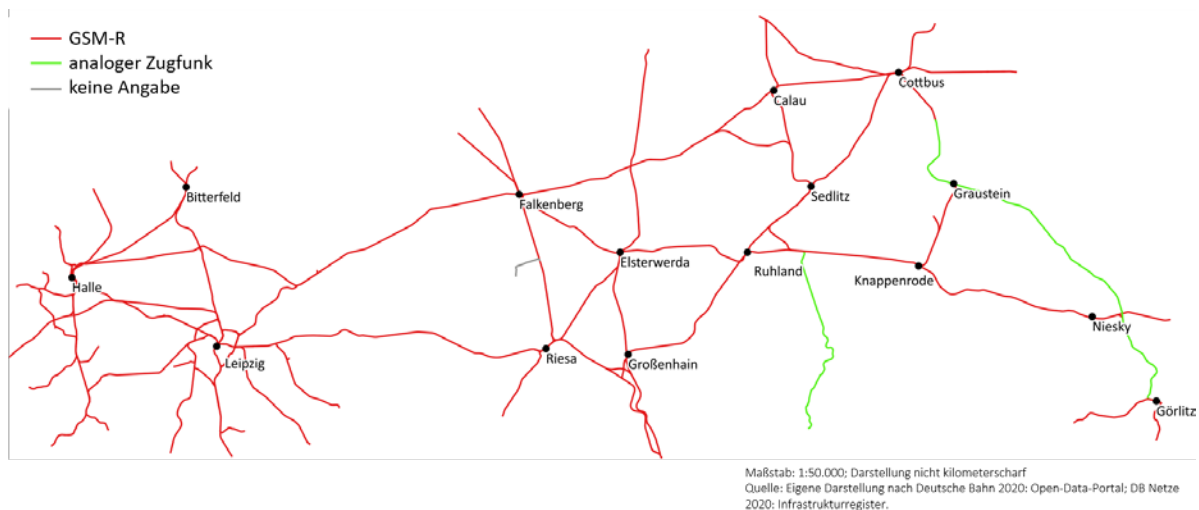 GSM-R
analoger Zugfunk
keine Angabe
Cottbus
Calau
Bitterfeld
Falkenberg
Sedlitz
Graustein
Elsterwerda
Ruhland
Knappenrode
Halle
Niesky
Leipzig
Riesa
Großenhain
Görlitz
Maßstab: 1:50.000; Darstellung nicht kilometerscharf
Quelle: Eigene Darstellung nach Deutsche Bahn 2020: Open-Data-Portal; DB Netze
2020: Infrastrukturregister.